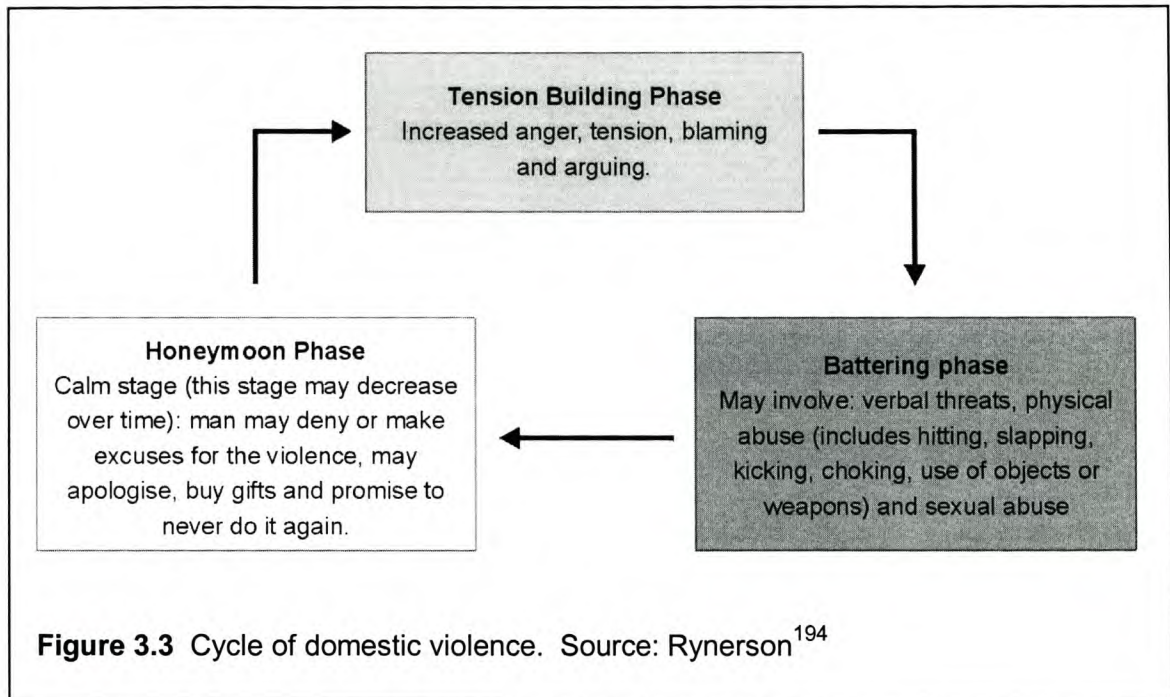 Tension Building Phase
Increased anger, tension, blaming
and arguing.
Honeymoon Phase
Calm stage (this stage may decrease
over time): man may deny or make
excuses for the violence, may
apologise, buy gifts and promise to
never do it again.
Battering phase
May involve: verbal threats, physical
abuse (includes hitting, slapping,
kicking, choking, use of objects or
weapons) and sexual abuse
Figure 3.3 Cycle of domestic violence. Source: Rynerson194